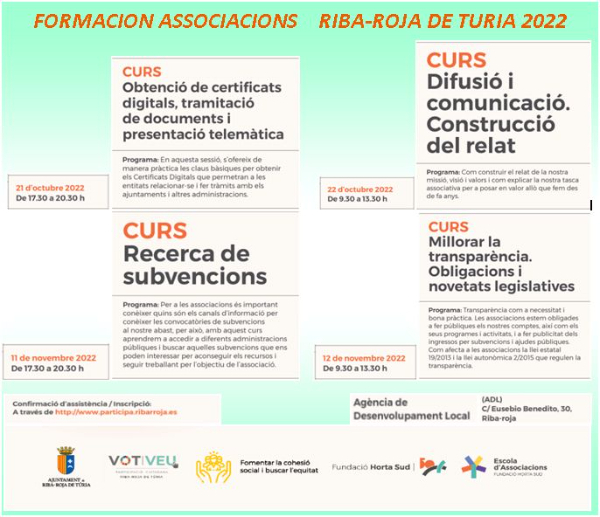 FORMACION ASSOCIACIONS RIBA-ROJA DE TURIA 2022
CURS
Obtenció de certificats
digitals, tramitació
de documents i
presentació telemàtica
Programa: En aquesta sessió, s'ofereix de
manera pràctica les claus bàsiques per obtenir
els Certificats Digitals que permetran a les
entitats relacionar-se i fer tràmits amb els
ajuntaments i altres administracions.
21 d'octubre 2022
De 17.30 a 20.30 h
CURS
Difusió i
comunicació.
Construcció
del relat
Programa: Com construir el relat de la nostra
missió, visió i valors i com explicar la nostra tasca
associativa per a posar en valor allò que fem des
de fa anys.
22 d'octubre 2022
De 9.30 a 13.30 h
CURS
Recerca de
subvencions
Programa: Per a les associacions és important
conéixer quins són els canals d'Informació per
conéixer les convocatòries de subvencions
al nostre abast, per això, amb aquest curs
aprendrem a accedir a diferents administracions
públiques i buscar aquelles subvencions que ens
poden interessar per aconseguir els recursos i
seguir treballant per l'objectiu de l'associació.
11 de novembre 2022
De 17.30 a 20.30 h
CURS
Millorar la
transparència.
Obligacions i
novetats legislatives
Programa: Transparència com a necessitat i
bona pràctica. Les associacions estem obligades
a fer públiques els nostres comptes, així com els
seus programes i activitats, i a fer publicitat dels
ingressos per subvencions i ajudes públiques.
Com afecta a les associacions la llei estatal
19/2013 i la llei autonòmica 2/2015 que regulen la
transparència.
12 de novembre 2022
De 9.30 a 13.30 h
Confirmació d'assistència / Inscripció:
A través de http://www.participa.ribarroja.es
Agència de
Desenvolupament Local
(ADL)
C/ Eusebio Benedito, 30,
Riba-roja
AJUNTAMENT DE
RIBA-ROJA DE TÚRIA
VOTIVEU
RIBA-ROJA DE TÚRIA
Fomentar la cohesió
social i buscar l'equitat
Fundació Horta Sud
Escola
d'Associacions
FUNDACIÓ HORTA SUD